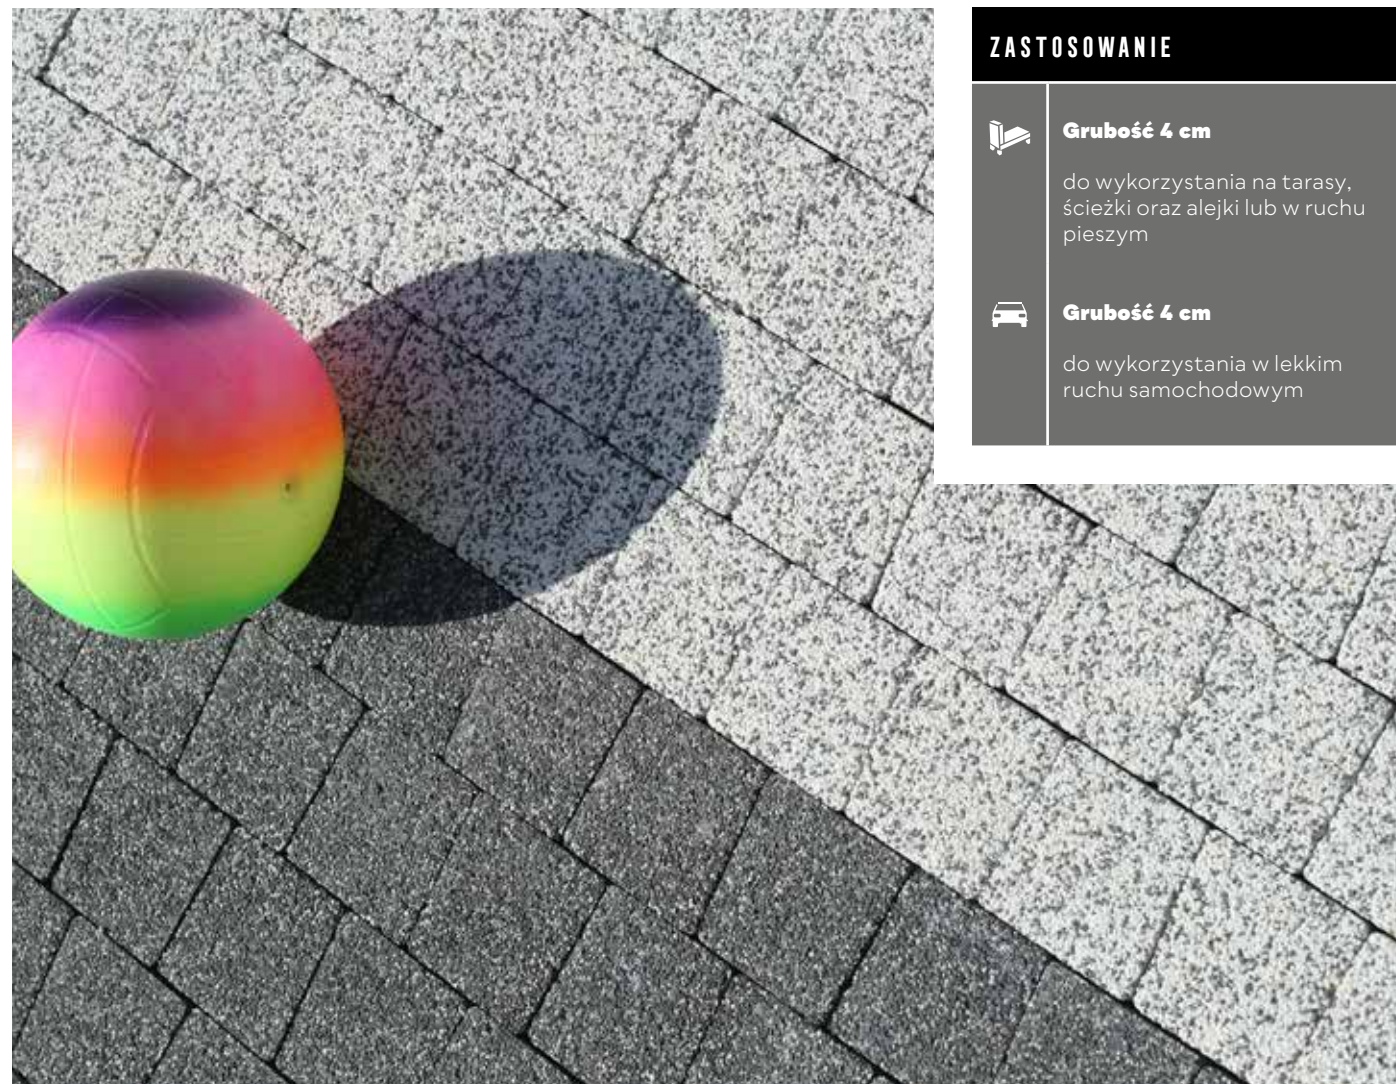 ZASTOSOWANIE
Grubość 4 cm
do wykorzystania na tarasy,
ścieżki oraz alejki lub w ruchu
pieszym
Grubość 4 cm
do wykorzystania w lekkim
ruchu samochodowym